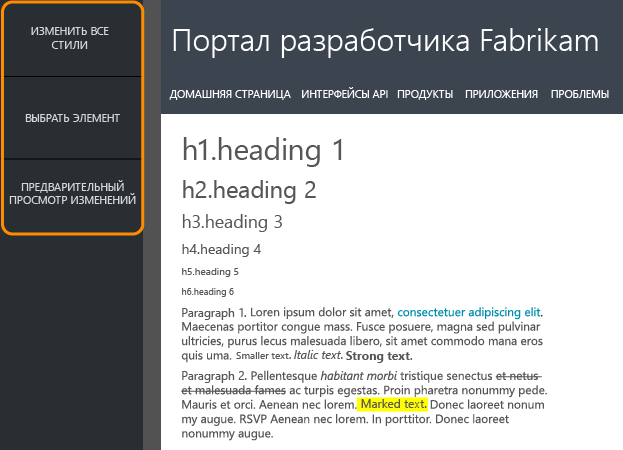 ИЗМЕНИТЬ ВСЕ
СТИЛИ
ВЫБРАТЬ ЭЛЕМЕНТ
ПРЕДВАРИТЕЛЬНЫЙ
ПРОСМОТР ИЗМЕНЕНИЙ
Портал разработчика Fabrikam
ДОМАШНЯЯ СТРАНИЦА ИНТЕРФЕЙСЫ API ПРОДУКТЫ ПРИЛОЖЕНИЯ ПРОБЛЕМЫ
h1.heading 1
h2.heading 2
h3.heading 3
h4.heading 4
h5.heading 5
h6.heading 6
Paragraph 1. Loren ipsum dolor sit amet, consectetuer adipiscing elit.
Maecenas portitor congue mass. Fusce posuere, magna sed pulvinar
ultricies, purus lecus malesuada libero, sit amet commodo mana eros
quis uma. Smaller text. Italic text. Strong text.
Paragraph 2. Pellentesque habitant morbi tristique senectus et netus
et malesuada fames ac turpis egestas. Proin pharetra nonummy pede.
Mauris et orci. Aenean nec lorem. Marked text. Donec laoreet nonum
my augue. RSVP Aenean nec lorem. In porttitor. Donec laoreet
nonummy augue.